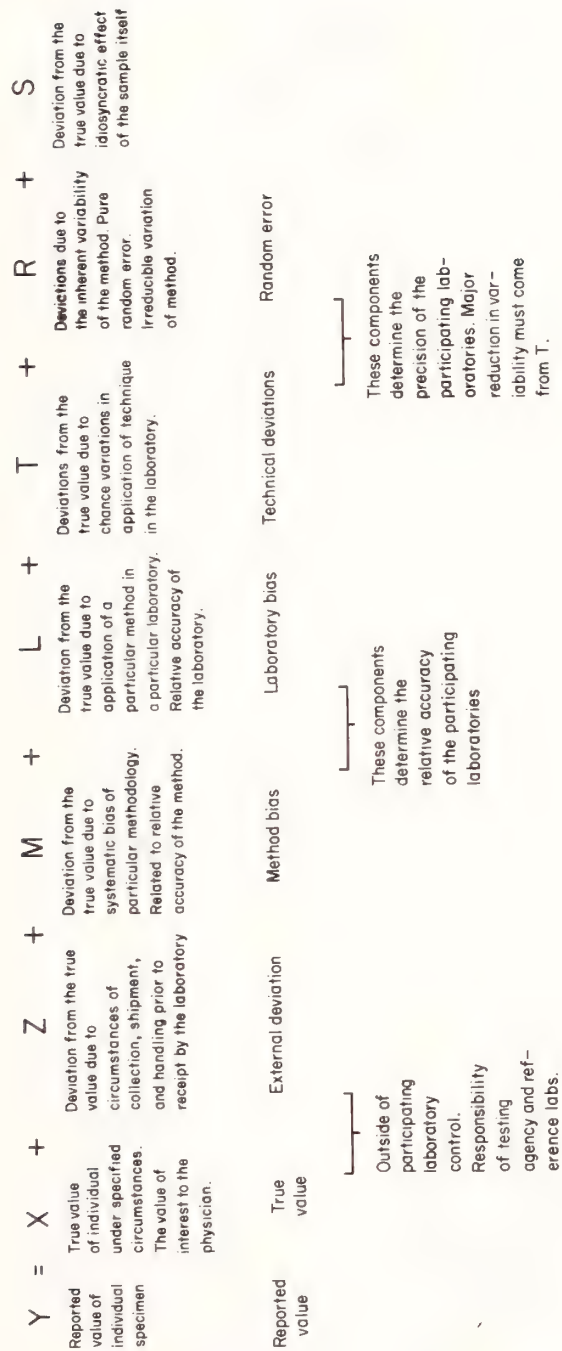 Y = X + Z + M + L + T + R + S
Reported
value of
individual
specimen
True value
of individual
under specified
circumstances.
The value of
interest to the
physician.
Deviation from the true
value due to
circumstances of
collection, shipment,
and handling prior to
receipt by the laboratory
Deviation from the
true value due to
systematic bias of
particular methodology.
Related to relative
accuracy of the method.
Deviation from the
true value due to
application of a
particular method in
a particular laboratory.
Relative accuracy of
the laboratory.
Deviations from the
true value due to
chance variations in
application of technique
in the laboratory.
Devictions due to
the inherent variability
of the method. Pure
random error.
Irreducible variation
of method.
Deviation from the
true value due to
idiosyncratic effect
of the sample itself
Reported
value
True
value
External deviation
Method bias
Laboratory bias
Technical deviations
Random error
Outside of
participating
laboratory
control.
Responsibility
of testing
agency and ref-
erence labs.
These components
determine the
relative accuracy
of the participating
laboratories
These components
determine the
precision of the
participating lab-
oratories. Major
reduction in var-
iability must come
from T.